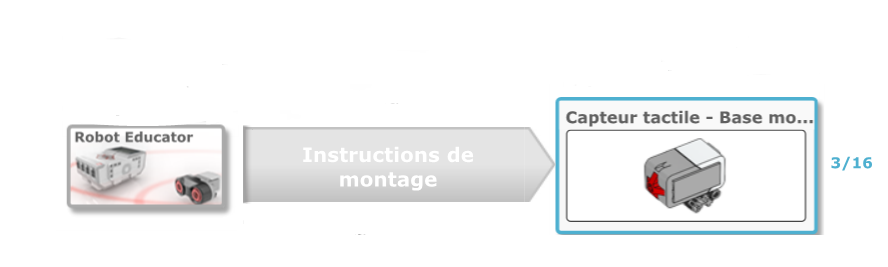 Robot Educator
Instructions de
montage
Capteur tactile - Base mo...
3/16